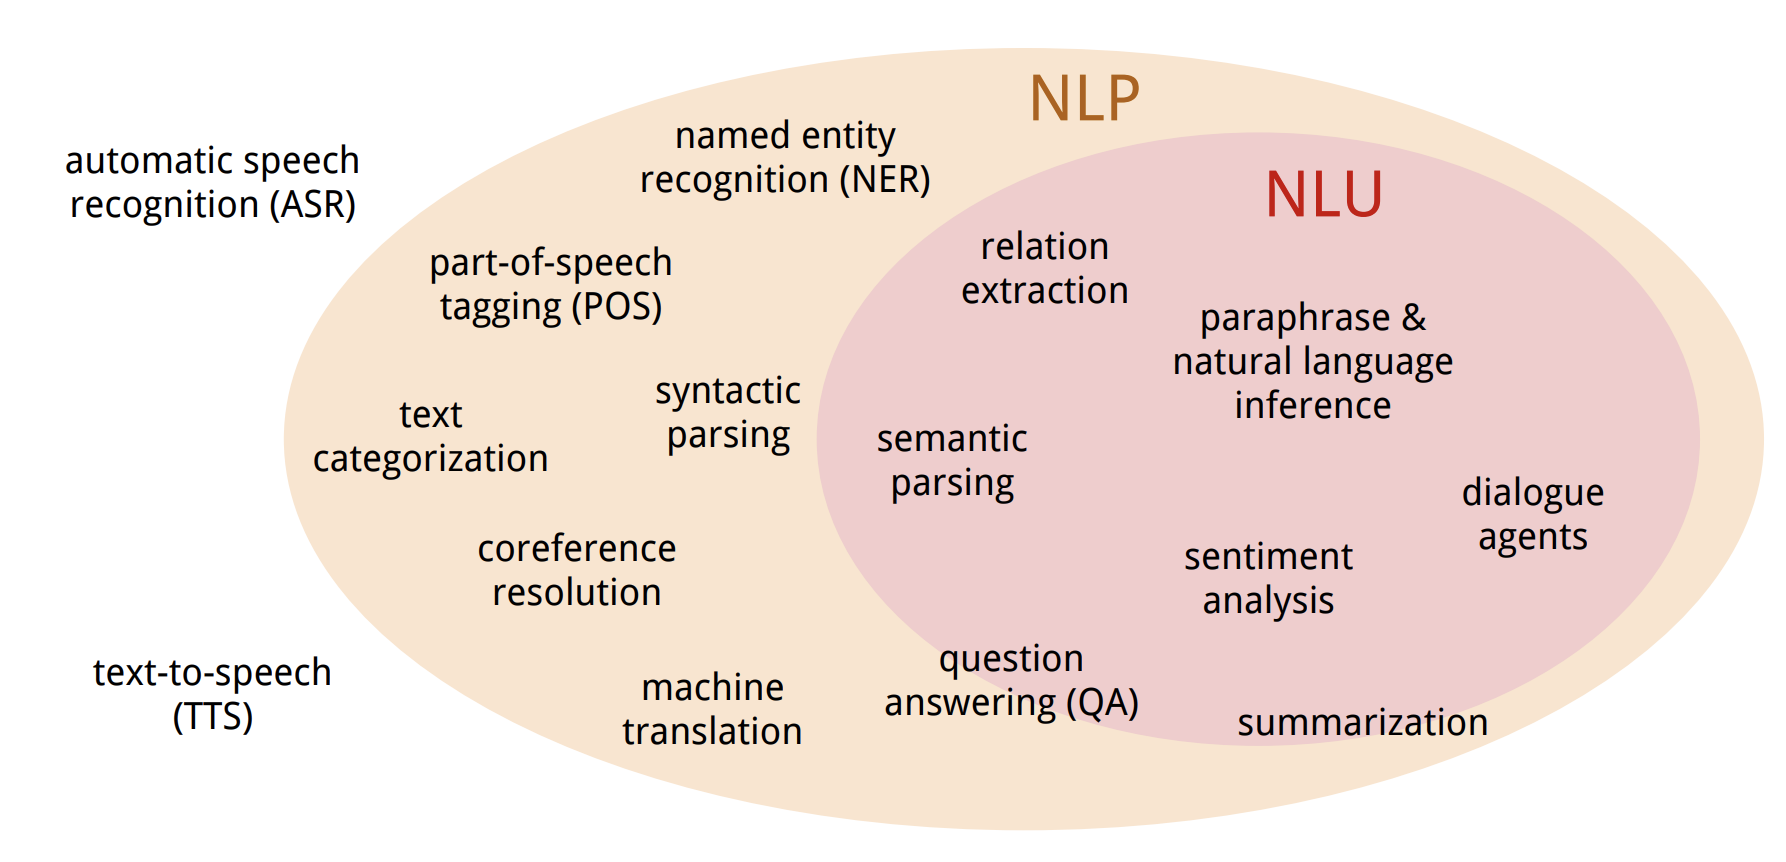 NLP
NLU
automatic speech
recognition (ASR)
named entity
recognition (NER)
part-of-speech
tagging (POS)
relation
extraction
paraphrase &
natural language
inference
text
categorization
syntactic
parsing
semantic
parsing
dialogue
agents
coreference
resolution
sentiment
analysis
text-to-speech
(TTS)
machine
translation
question
answering (QA)
summarization